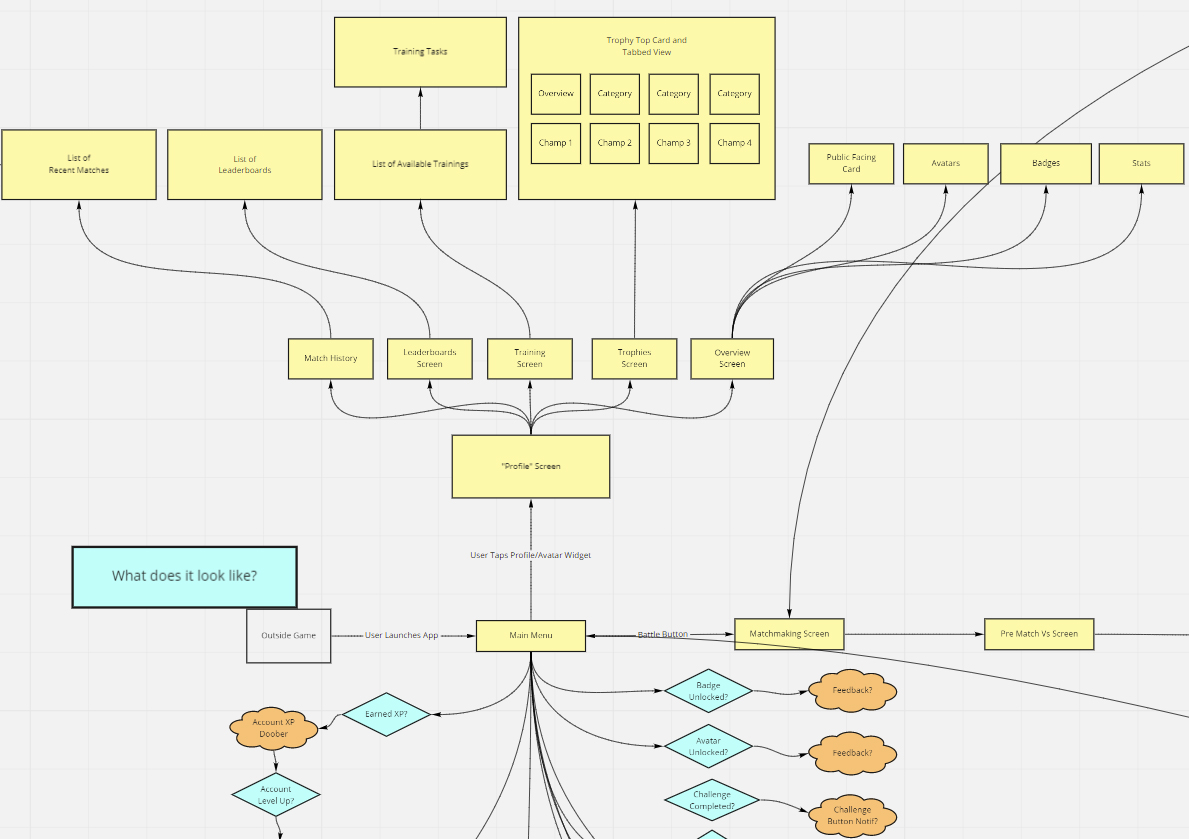 Training Tasks
Trophy Top Card and
Tabbed View
Overview
Category
Category
Category
Champ 1
Champ 2
Champ 3
Champ 4
List of
Recent Matches
List of
Leaderboards
List of Available Trainings
Public Facing
Card
Avatars
Badges
Stats
Match History
Leaderboards
Screen
Training
Screen
Trophies
Screen
Overview
Screen
"Profile" Screen
User Taps Profile/Avatar Widget
What does it look like?
Outside Game
User Launches App
Main Menu
Battle Button
Matchmaking Screen
Pre Match Vs Screen
Badge
Unlocked?
Feedback?
Earned XP?
Account XP
Doober
Avatar
Unlocked?
Feedback?
Account
Level Up?
Challenge
Completed?
Challenge
Button Notif?